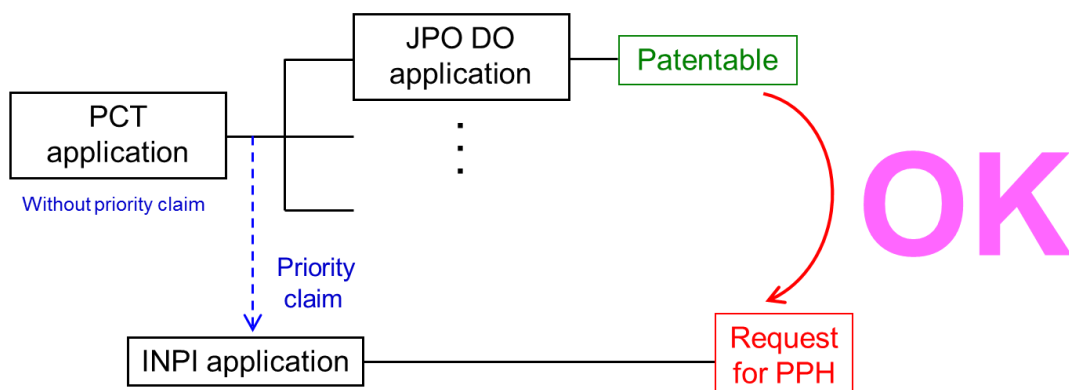 JPO DO
application
Patentable
PCT
application
Without priority claim
OK
Priority
claim
INPI application
Request
for PPH